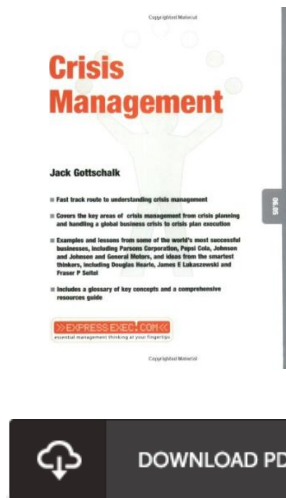 Copyrighted Material
Crisis
Management
Jack Gottschalk
Fast track route to understanding crisis management
Covers the key areas of crisis management from crisis planning
and handling a global business crisis to crisis plan execution
Examples and lessons from some of the world's most successful
businesses, including Parsons Corporation, Pepsi Cola, Johnson
and Johnson and General Motors, and ideas from the smartest
thinkers, including Douglas Hearle, James E Lukaszewski and
Fraser P Seitel
Includes a glossary of key concepts and a comprehensive
resources guide
06.05
>>EXPRESS EXEC.COM<<
essential management thinking at your fingertips
Copyrighted Material
DOWNLOAD PD